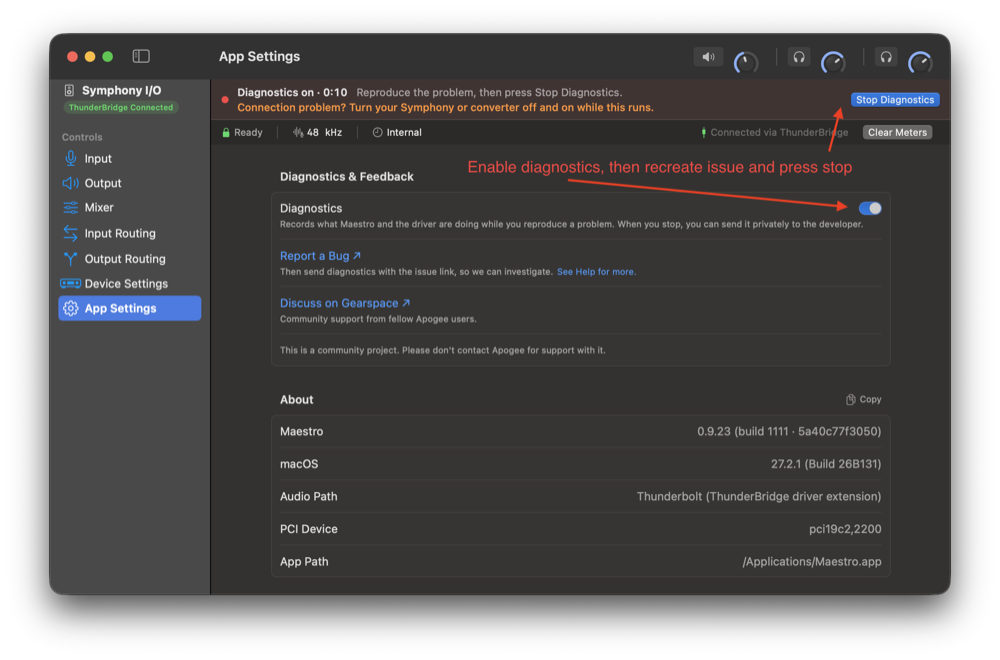 App Settings
Symphony I/O
ThunderBridge Connected
Controls
Input
Output
Mixer
Input Routing
Output Routing
Device Settings
App Settings
Diagnostics on · 0:10 Reproduce the problem, then press Stop Diagnostics.
Connection problem? Turn your Symphony or converter off and on while this runs.
Stop Diagnostics
Ready 48 kHz Internal Connected via ThunderBridge Clear Meters
Enable diagnostics, then recreate issue and press stop
Diagnostics & Feedback
Diagnostics
Records what Maestro and the driver are doing while you reproduce a problem. When you stop, you can send it privately to the developer.
Report a Bug ↗
Then send diagnostics with the issue link, so we can investigate. See Help for more.
Discuss on Gearspace ↗
Community support from fellow Apogee users.
This is a community project. Please don't contact Apogee for support with it.
About Copy
Maestro 0.9.23 (build 1111 · 5a40c77f3050)
macOS 27.2.1 (Build 26B131)
Audio Path Thunderbolt (ThunderBridge driver extension)
PCI Device pci19c2,2200
App Path /Applications/Maestro.app